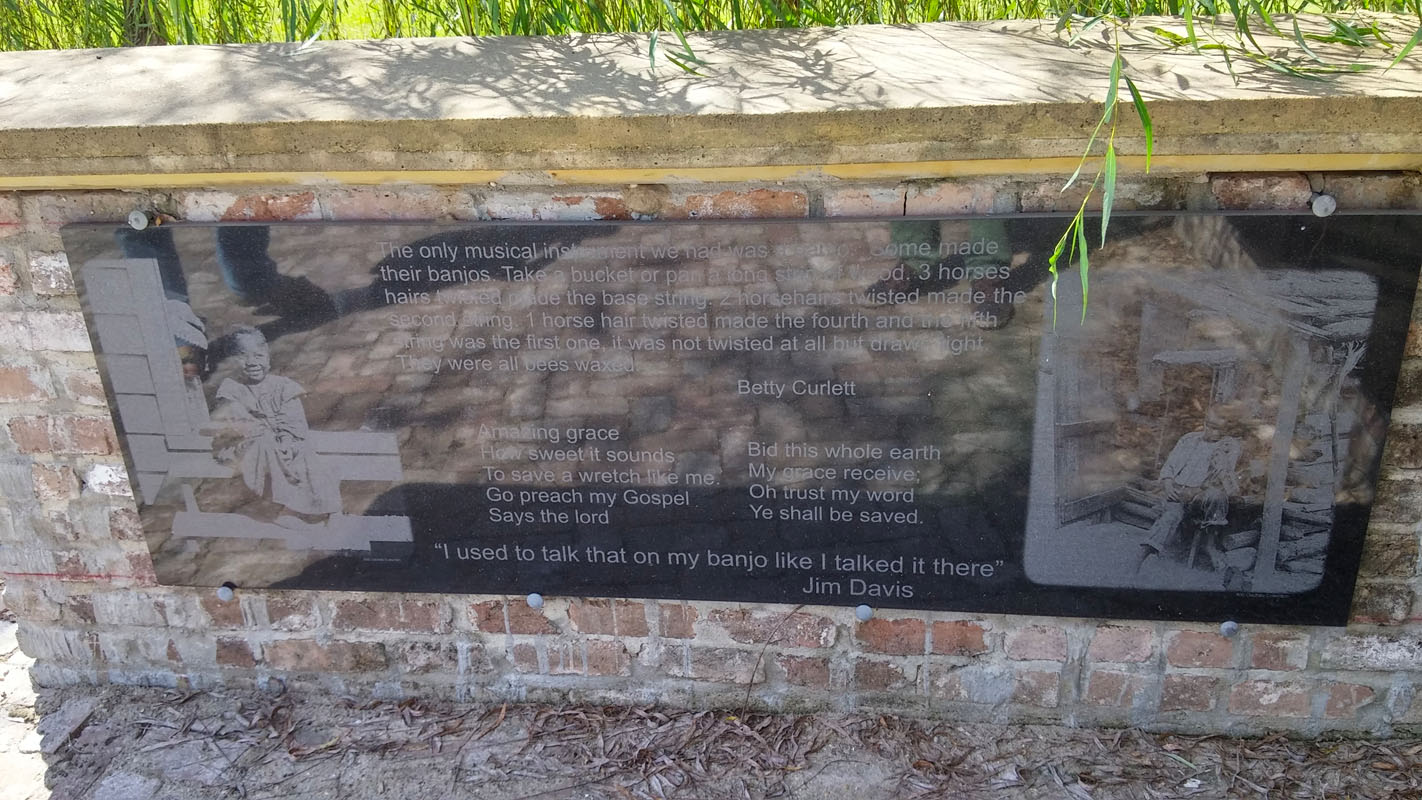 The only musical instrument we had was a banjo. Some made
their banjos. Take a bucket or pan a long strip of wood. 3 horses
hairs twisted made the base string. 2 horsehairs twisted made the
second string. 1 horse hair twisted made the fourth and the fifth
string was the first one, it was not twisted at all but drawn tight
They were all bees waxed.
Betty Curlett
Amazing grace
How sweet it sounds
To save a wretch like me.
Go preach my Gospel
Says the lord
Bid this whole earth
My grace receive;
Oh trust my word
Ye shall be saved.
“I used to talk that on my banjo like I talked it there”
Jim Davis